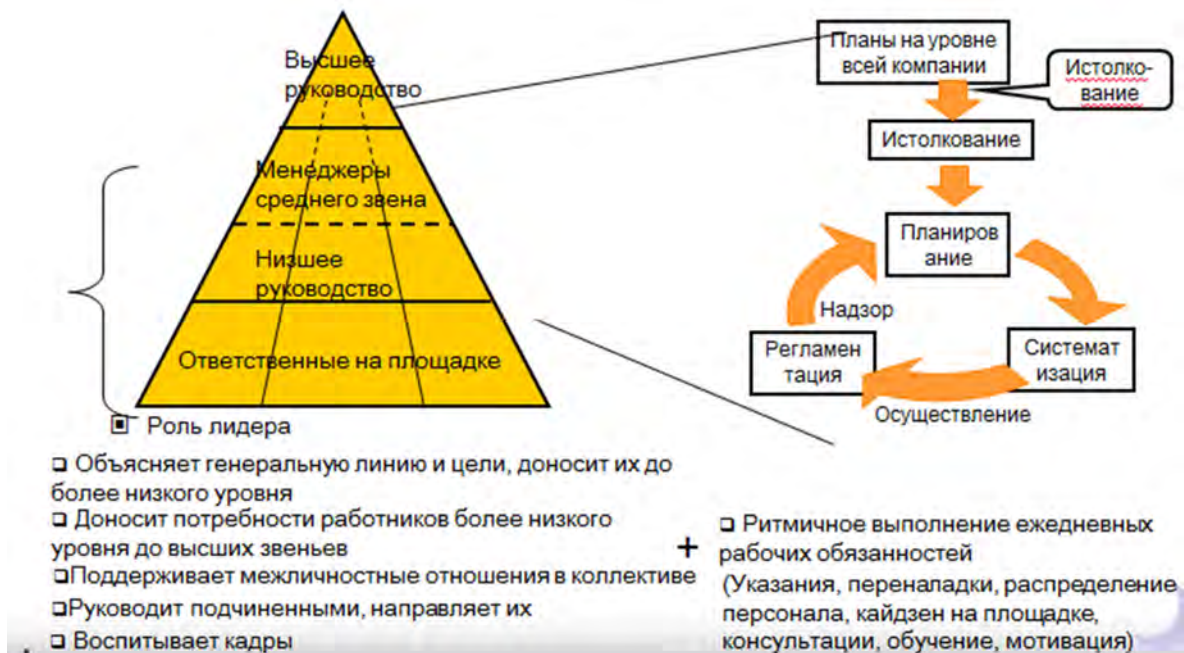 Высшее
руководство
Менеджеры
среднего звена
Низшее
руководство
Ответственные на площадке
Планы на уровне
всей компании
Истолко-
вание
Истолкование
Планиров
ание
Надзор
Регламен
тация
Системат
изация
Осуществление
Роль лидера
Объясняет генеральную линию и цели, доносит их до
более низкого уровня
Доносит потребности работников более низкого
уровня до высших звеньев
Поддерживает межличностные отношения в коллективе
Руководит подчиненными, направляет их
Воспитывает кадры
+
Ритмичное выполнение ежедневных
рабочих обязанностей
(Указания, переналадки, распределение
персонала, кайдзен на площадке,
консультации, обучение, мотивация)